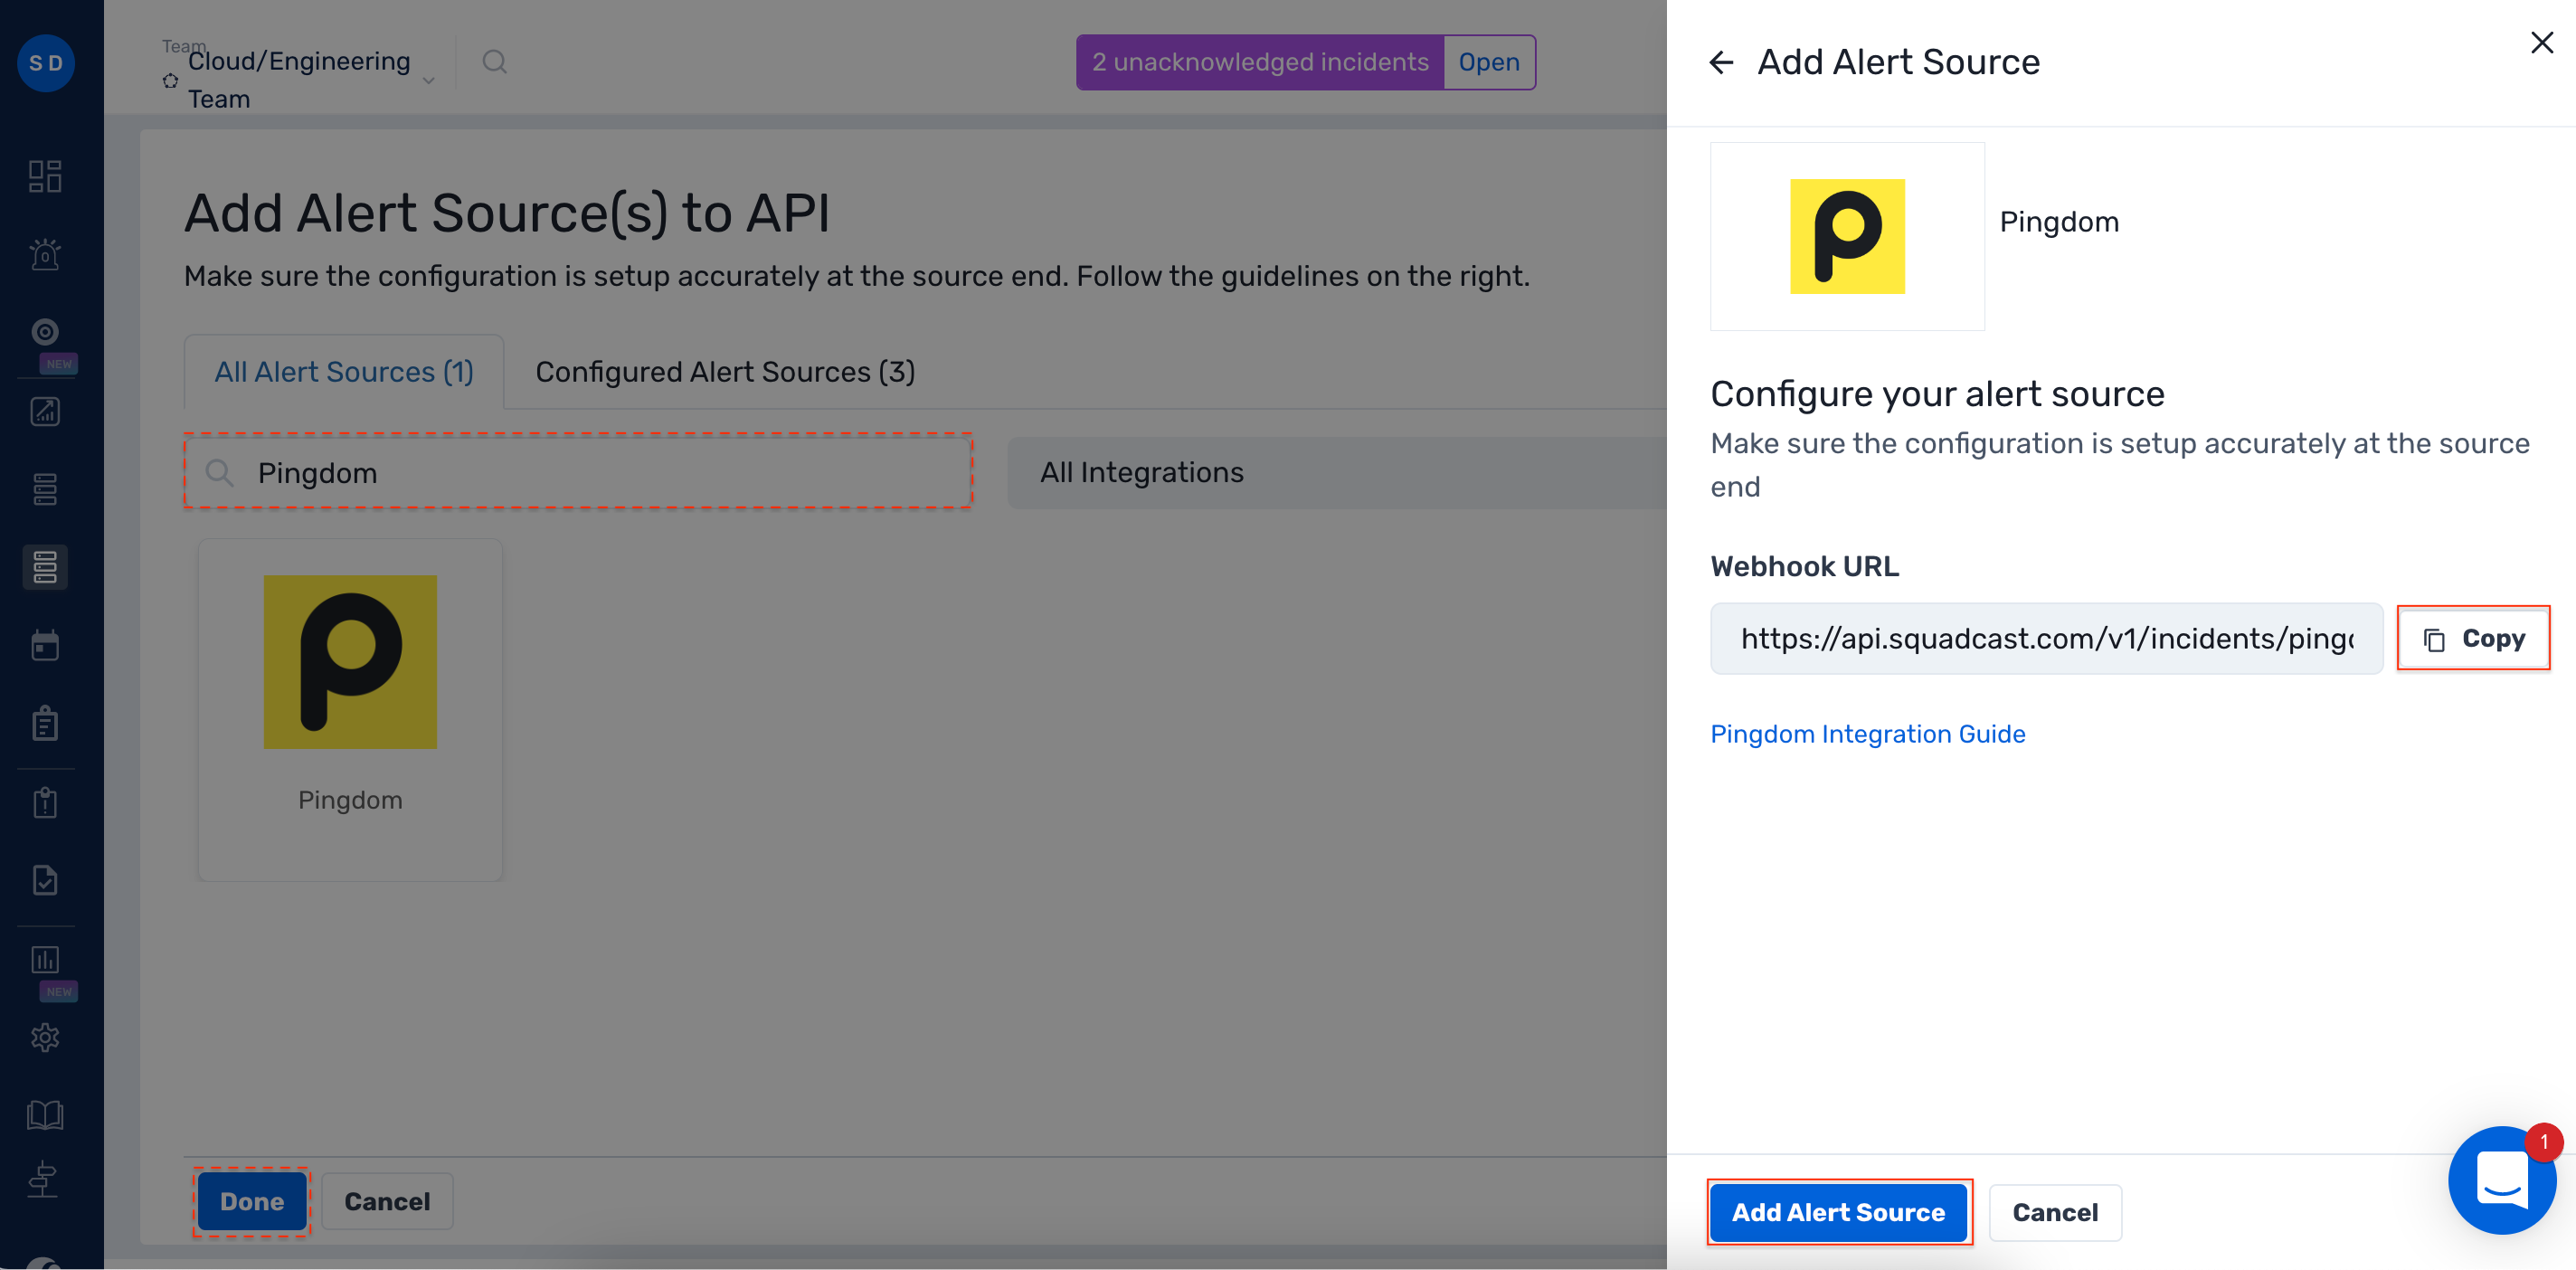 S D
NEW
NEW
Team
Cloud/Engineering
Team
2 unacknowledged incidents
Open
Add Alert Source(s) to API
Make sure the configuration is setup accurately at the source end. Follow the guidelines on the right.
All Alert Sources (1)
Configured Alert Sources (3)
Pingdom
All Integrations
Pingdom
Done
Cancel
Add Alert Source
Pingdom
Configure your alert source
Make sure the configuration is setup accurately at the source
end
Webhook URL
https://api.squadcast.com/v1/incidents/ping
Copy
Pingdom Integration Guide
1
Add Alert Source
Cancel